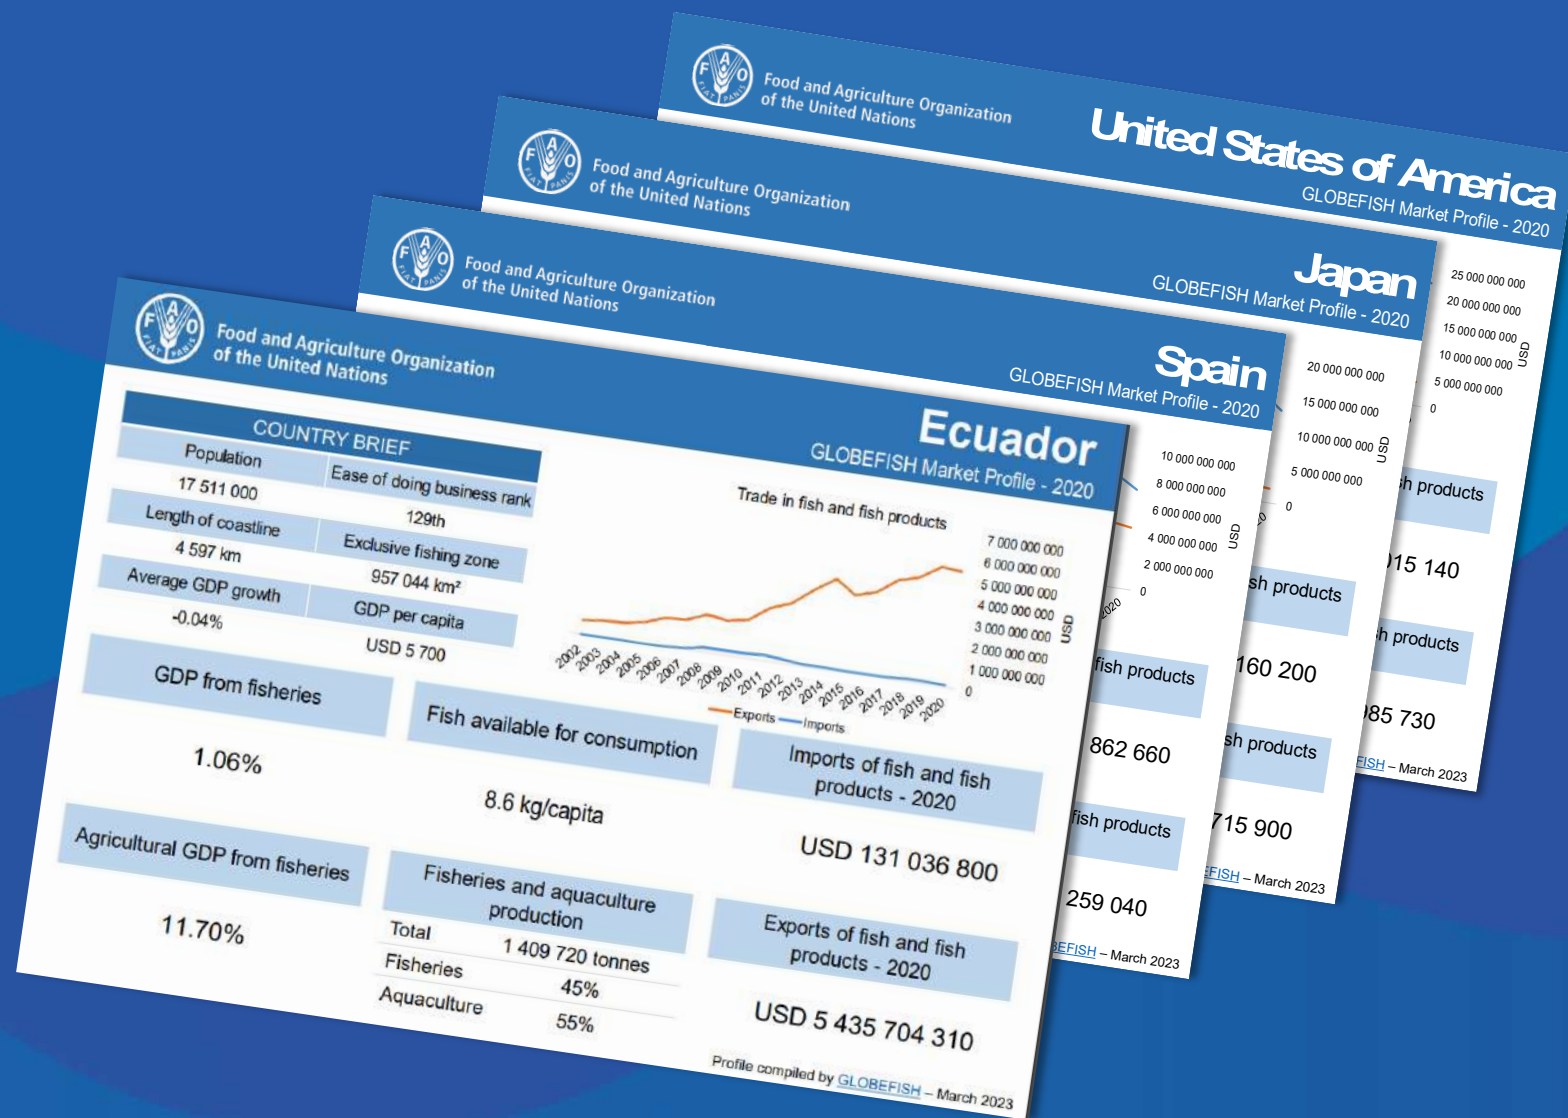 FAO
FIAT PANIS
Food and Agriculture Organization
of the United Nations
United States of America
GLOBEFISH Market Profile - 2020
25 000 000 000
20 000 000 000
15 000 000 000
10 000 000 000
5 000 000 000
0
USD
products
015 140
products
985 730
– March 2023
FAO
FIAT PANIS
Food and Agriculture Organization
of the United Nations
Japan
GLOBEFISH Market Profile - 2020
20 000 000 000
15 000 000 000
10 000 000 000
5 000 000 000
0
USD
products
160 200
products
715 900
– March 2023
FAO
FIAT PANIS
Food and Agriculture Organization
of the United Nations
Spain
GLOBEFISH Market Profile - 2020
10 000 000 000
8 000 000 000
6 000 000 000
4 000 000 000
2 000 000 000
0
USD
2020
fish products
862 660
fish products
259 040
– March 2023
FAO
FIAT PANIS
Food and Agriculture Organization
of the United Nations
Ecuador
GLOBEFISH Market Profile - 2020
COUNTRY BRIEF
Population
Ease of doing business rank
17 511 000
129th
Length of coastline
Exclusive fishing zone
4 597 km
957 044 km²
Average GDP growth
GDP per capita
-0.04%
USD 5 700
Trade in fish and fish products
7 000 000 000
6 000 000 000
5 000 000 000
4 000 000 000
3 000 000 000
2 000 000 000
1 000 000 000
0
USD
2002
2003
2004
2005
2006
2007
2008
2009
2010
2011
2012
2013
2014
2015
2016
2017
2018
2019
2020
Exports
Imports
GDP from fisheries
1.06%
Fish available for consumption
8.6 kg/capita
Imports of fish and fish
products - 2020
USD 131 036 800
Agricultural GDP from fisheries
11.70%
Fisheries and aquaculture
production
Total 1 409 720 tonnes
Fisheries 45%
Aquaculture 55%
Exports of fish and fish
products - 2020
USD 5 435 704 310
Profile compiled by GLOBEFISH – March 2023